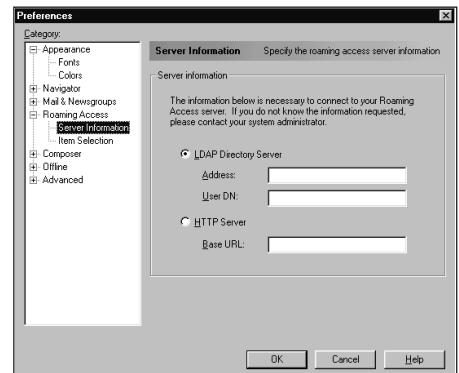 Preferences
Category:
Appearance
Fonts
Colors
Navigator
Mail & Newsgroups
Roaming Access
Server Information
Item Selection
Composer
Offline
Advanced
Server Information Specify the roaming access server information
Server information
The information below is necessary to connect to your Roaming
Access server. If you do not know the information requested,
please contact your system administrator.
LDAP Directory Server
Address:
User DN:
HTTP Server
Base URL:
OK Cancel Help